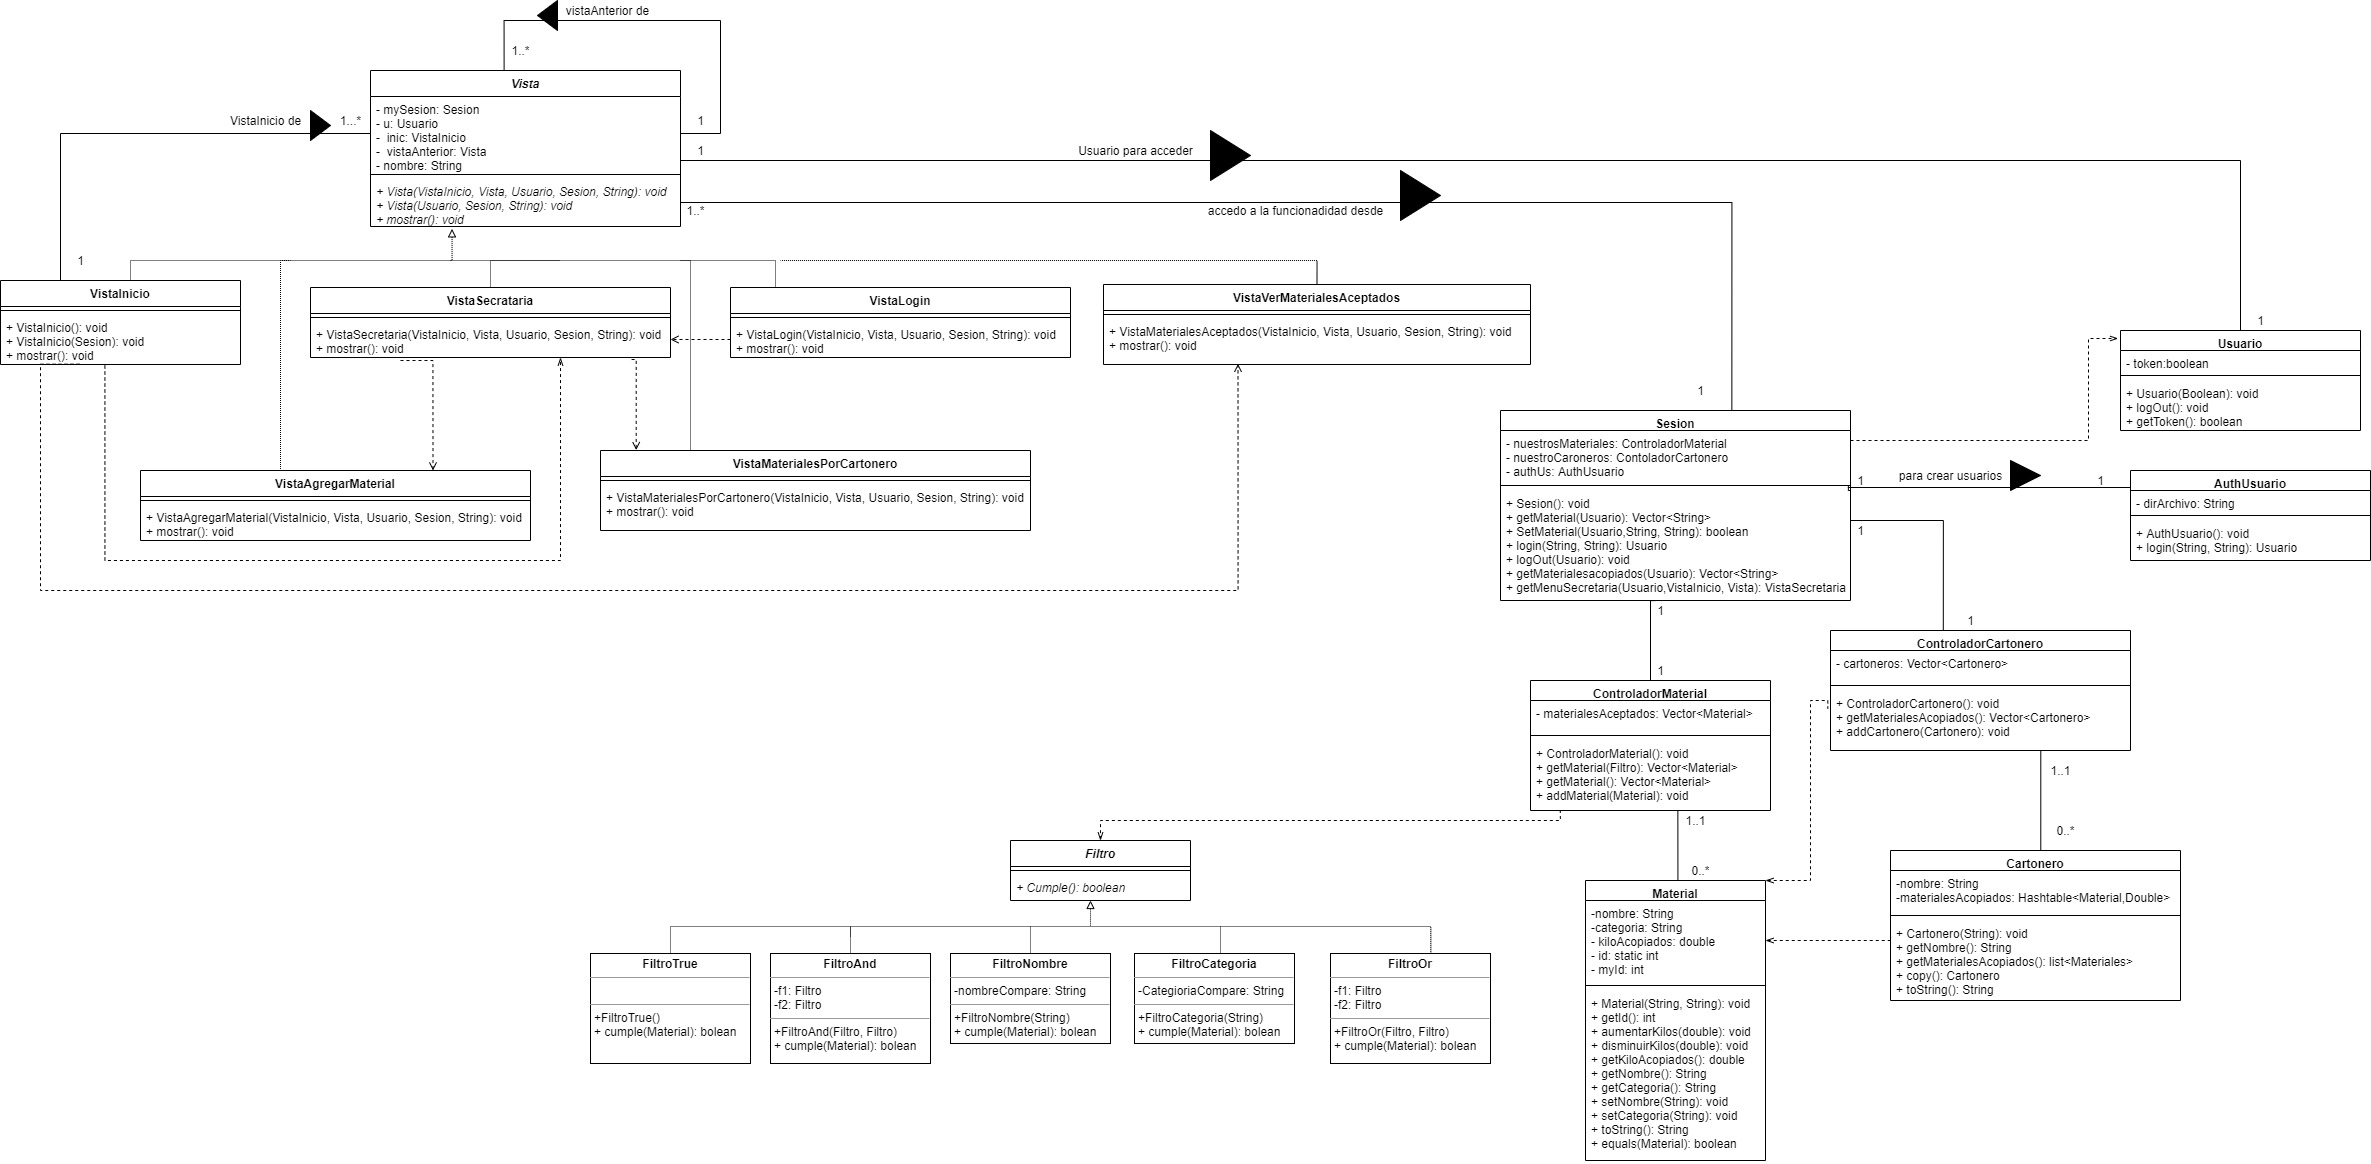 vistaAnterior de
1..*
Vista
- mySesion: Sesion
- u: Usuario
-  inic: VistaInicio
-  vistaAnterior: Vista
- nombre: String
+ Vista(VistaInicio, Vista, Usuario, Sesion, String): void
+ Vista(Usuario, Sesion, String): void
+ mostrar(): void
VistaInicio de
1...*
1
1
Usuario para acceder
1..*
accedo a la funcionadidad desde
1
VistaInicio
+ VistaInicio(): void
+ VistaInicio(Sesion): void
+ mostrar(): void
VistaSecrataria
+ VistaSecretaria(VistaInicio, Vista, Usuario, Sesion, String): void
+ mostrar(): void
VistaLogin
+ VistaLogin(VistaInicio, Vista, Usuario, Sesion, String): void
+ mostrar(): void
VistaVerMaterialesAceptados
+ VistaMaterialesAceptados(VistaInicio, Vista, Usuario, Sesion, String): void
+ mostrar(): void
1
Usuario
- token:boolean
+ Usuario(Boolean): void
+ logOut(): void
+ getToken(): boolean
1
Sesion
- nuestrosMateriales: ControladorMaterial
- nuestroCaroneros: ContoladorCartonero
- authUs: AuthUsuario
+ Sesion(): void
+ getMaterial(Usuario): Vector<String>
+ SetMaterial(Usuario,String, String): boolean
+ login(String, String): Usuario
+ logOut(Usuario): void
+ getMaterialesacopiados(Usuario): Vector<String>
+ getMenuSecretaria(Usuario,VistaInicio, Vista): VistaSecretaria
1
para crear usuarios
1
AuthUsuario
- dirArchivo: String
+ AuthUsuario(): void
+ login(String, String): Usuario
VistaAgregarMaterial
+ VistaAgregarMaterial(VistaInicio, Vista, Usuario, Sesion, String): void
+ mostrar(): void
VistaMaterialesPorCartonero
+ VistaMaterialesPorCartonero(VistaInicio, Vista, Usuario, Sesion, String): void
+ mostrar(): void
1
1
1
1
ControladorCartonero
- cartoneros: Vector<Cartonero>
+ ControladorCartonero(): void
+ getMaterialesAcopiados(): Vector<Cartonero>
+ addCartonero(Cartonero): void
ControladorMaterial
- materialesAceptados: Vector<Material>
+ ControladorMaterial(): void
+ getMaterial(Filtro): Vector<Material>
+ getMaterial(): Vector<Material>
+ addMaterial(Material): void
1..1
0..*
1..1
0..*
Filtro
+ Cumple(): boolean
Cartonero
-nombre: String
-materialesAcopiados: Hashtable<Material,Double>
+ Cartonero(String): void
+ getNombre(): String
+ getMaterialesAcopiados(): list<Materiales>
+ copy(): Cartonero
+ toString(): String
Material
-nombre: String
-categoria: String
- kiloAcopiados: double
- id: static int
- myId: int
+ Material(String, String): void
+ getId(): int
+ aumentarKilos(double): void
+ disminuirKilos(double): void
+ getKiloAcopiados(): double
+ getNombre(): String
+ getCategoria(): String
+ setNombre(String): void
+ setCategoria(String): void
+ toString(): String
+ equals(Material): boolean
FiltroTrue
+FiltroTrue()
+ cumple(Material): bolean
FiltroAnd
-f1: Filtro
-f2: Filtro
+FiltroAnd(Filtro, Filtro)
+ cumple(Material): bolean
FiltroNombre
-nombreCompare: String
+FiltroNombre(String)
+ cumple(Material): bolean
FiltroCategoria
-CategioriaCompare: String
+FiltroCategoria(String)
+ cumple(Material): bolean
FiltroOr
-f1: Filtro
-f2: Filtro
+FiltroOr(Filtro, Filtro)
+ cumple(Material): bolean